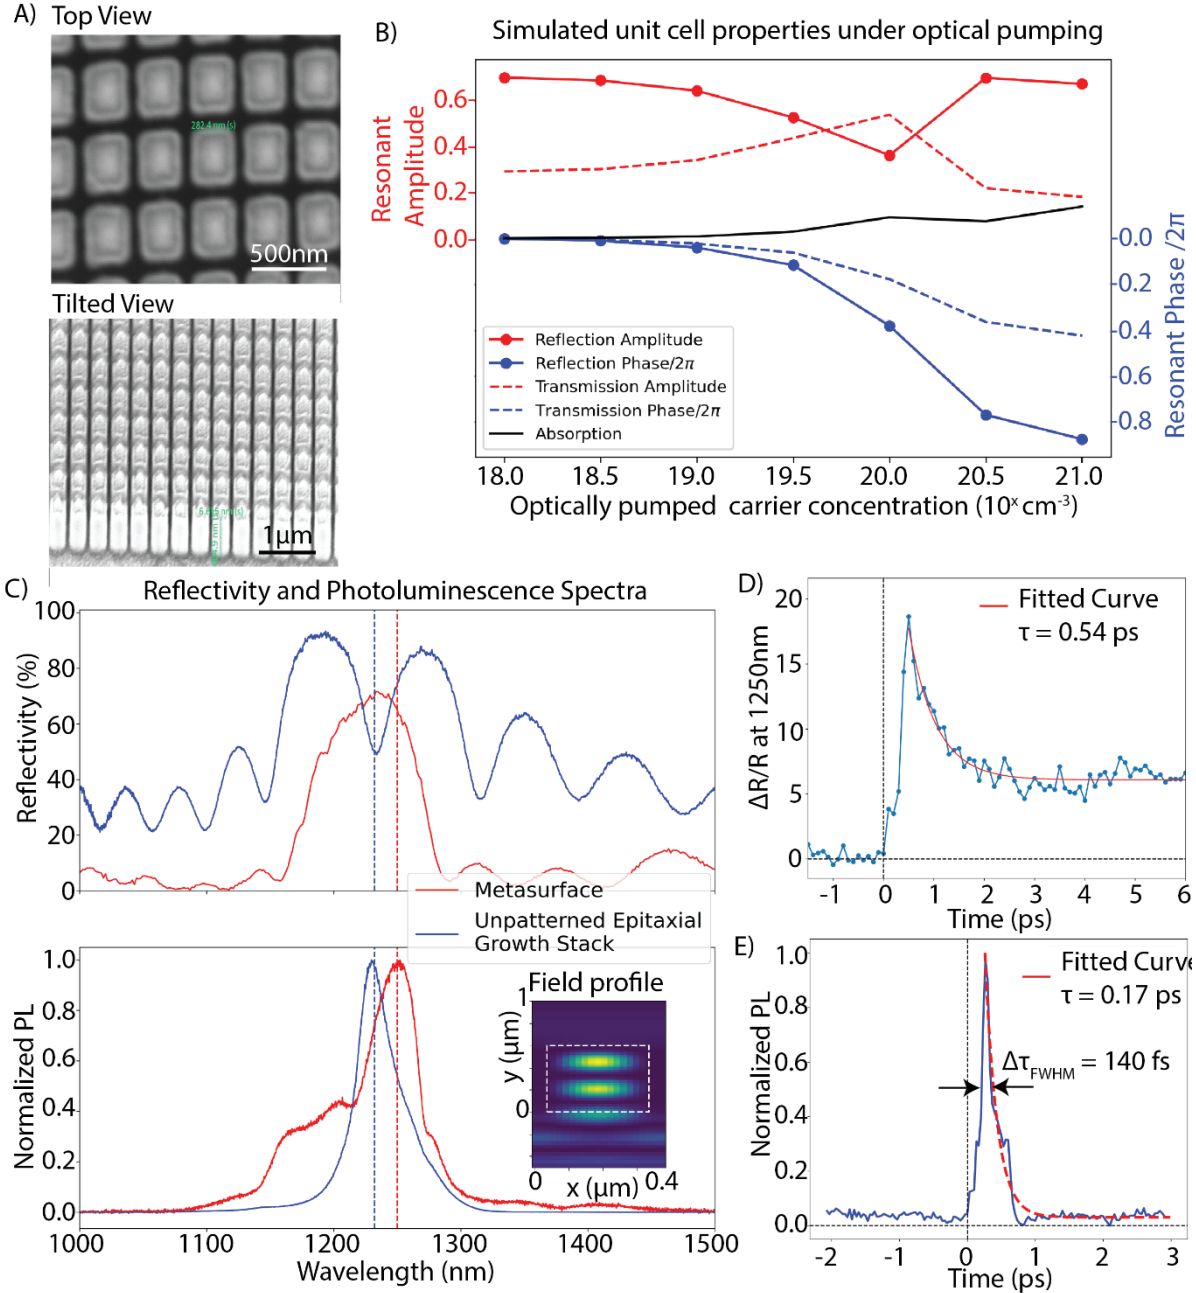 A)
Top View
282.4 nm (s)
500nm
Tilted View
1μm
B)
Simulated unit cell properties under optical pumping
Resonant
Amplitude
0.6
0.4
0.2
0.0
-0.0
-0.2
-0.4
-0.6
-0.8
Resonant Phase /2π
Reflection Amplitude
Reflection Phase/2π
Transmission Amplitude
Transmission Phase/2π
Absorption
18.0 18.5 19.0 19.5 20.0 20.5 21.0
Optically pumped carrier concentration (10ˣ cm⁻³)
C)
Reflectivity and Photoluminescence Spectra
Reflectivity (%)
100
80
60
40
20
0
Metasurface
Unpatterned Epitaxial
Growth Stack
Normalized PL
1.0
0.8
0.6
0.4
0.2
0.0
Field profile
1
y (μm)
0
0 0.4
x (μm)
1000 1100 1200 1300 1400 1500
Wavelength (nm)
D)
ΔR/R at 1250nm
20
15
10
5
0
Fitted Curve
τ = 0.54 ps
-1 0 1 2 3 4 5 6
Time (ps)
E)
Normalized PL
1.0
0.8
0.6
0.4
0.2
0.0
Fitted Curve
τ = 0.17 ps
Δτ_FWHM = 140 fs
-2 -1 0 1 2 3
Time (ps)